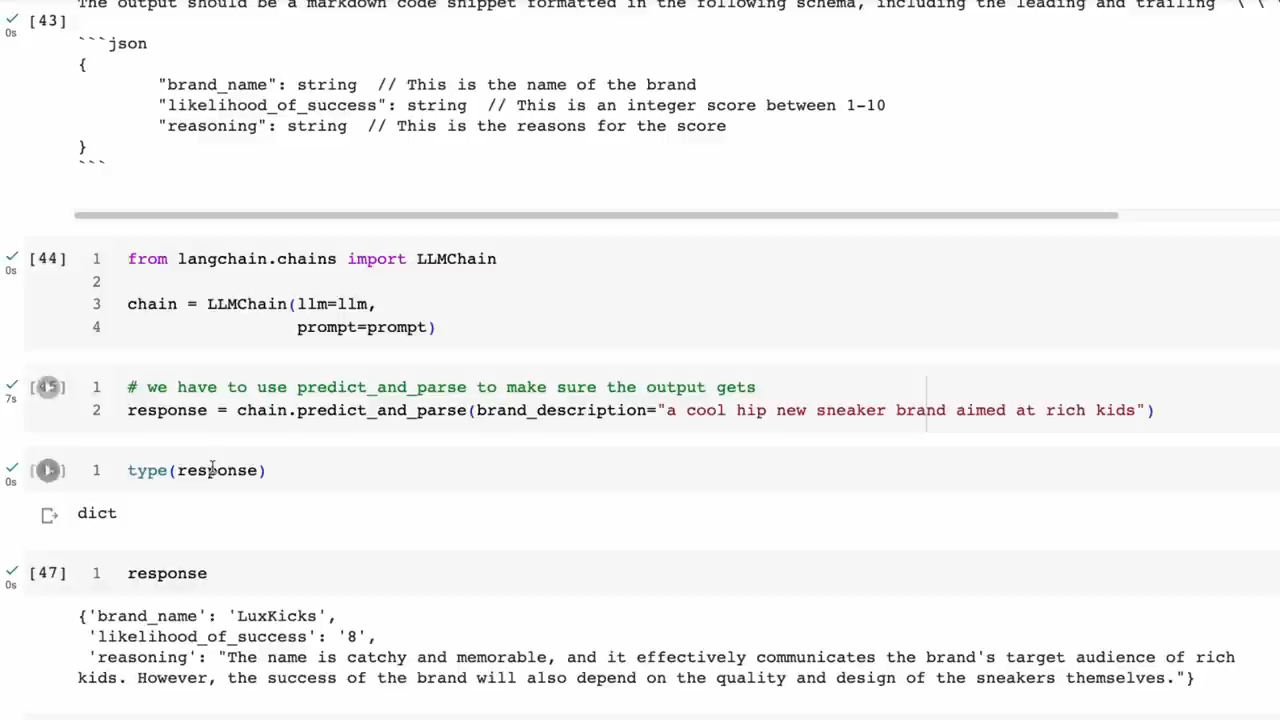 The output should be a markdown code snippet formatted in the following schema, including the leading and trailing "\`\`\
[43]
0s
```json
{
"brand_name": string // This is the name of the brand
"likelihood_of_success": string // This is an integer score between 1-10
"reasoning": string // This is the reasons for the score
}
```
[44] 1 from langchain.chains import LLMChain
0s 2
3 chain = LLMChain(llm=llm,
4 prompt=prompt)
[45] 1 # we have to use predict_and_parse to make sure the output gets
7s 2 response = chain.predict_and_parse(brand_description="a cool hip new sneaker brand aimed at rich kids")
1 type(response)
0s
dict
[47] 1 response
0s
{'brand_name': 'LuxKicks',
'likelihood_of_success': '8',
'reasoning': "The name is catchy and memorable, and it effectively communicates the brand's target audience of rich
kids. However, the success of the brand will also depend on the quality and design of the sneakers themselves."}